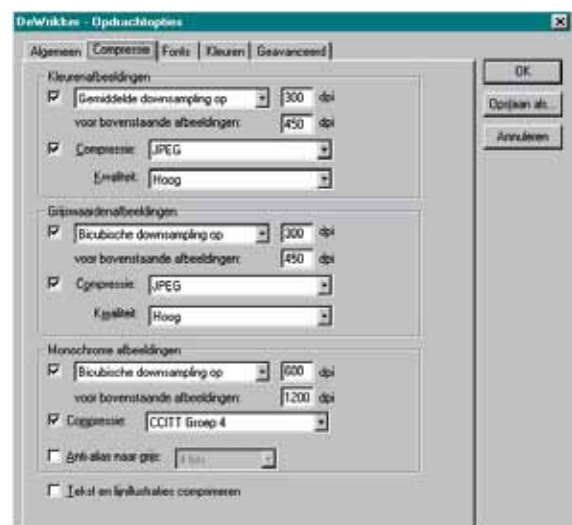 DeWrikker - Opdrachtopties
Algemeen Compressie Fonts Kleuren Geavanceerd
OK
Opslaan als...
Annuleren
Kleurenafbeeldingen
Gemiddelde downsampling op 300 dpi
voor bovenstaande afbeeldingen: 450 dpi
Compressie: JPEG
Kwaliteit: Hoog
Grijswaardenafbeeldingen
Bicubische downsampling op 300 dpi
voor bovenstaande afbeeldingen: 450 dpi
Compressie: JPEG
Kwaliteit: Hoog
Monochrome afbeeldingen
Bicubische downsampling op 600 dpi
voor bovenstaande afbeeldingen: 1200 dpi
Compressie: CCITT Groep 4
Anti-alias naar grijs:
Tekst en lijnillustraties comprimeren